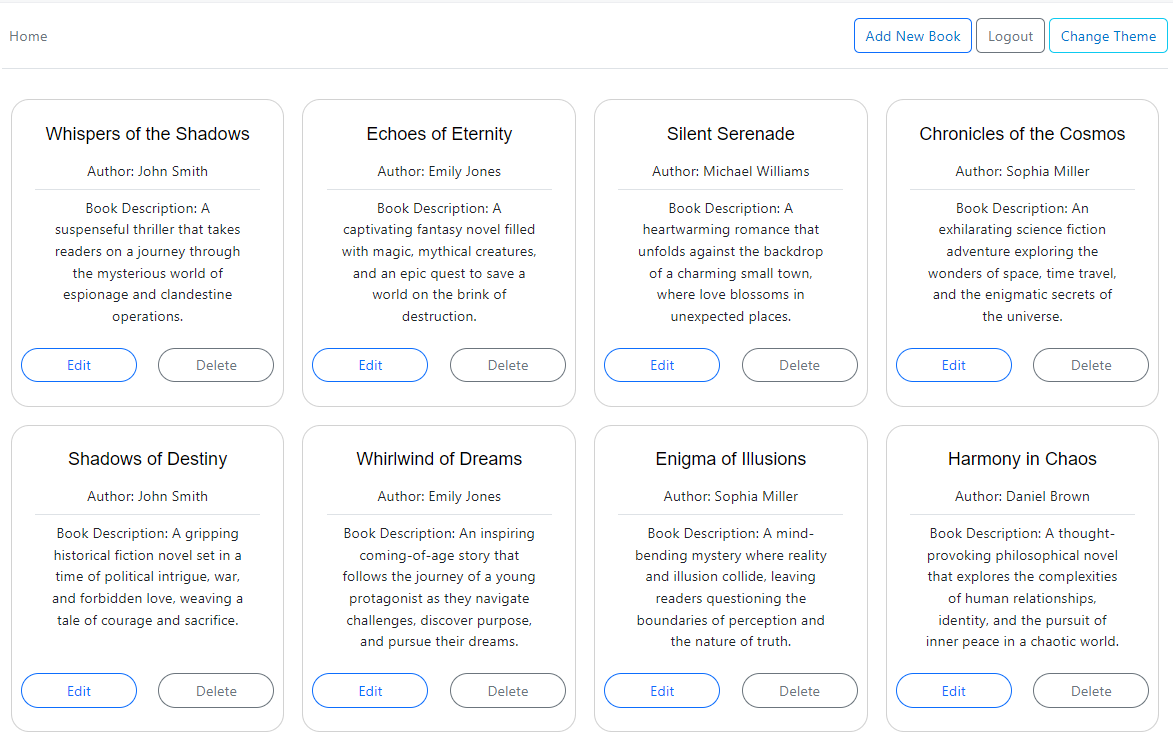 Home
Add New Book
Logout
Change Theme
Whispers of the Shadows
Author: John Smith
Book Description: A
suspenseful thriller that takes
readers on a journey through
the mysterious world of
espionage and clandestine
operations.
Edit
Delete
Echoes of Eternity
Author: Emily Jones
Book Description: A
captivating fantasy novel filled
with magic, mythical creatures,
and an epic quest to save a
world on the brink of
destruction.
Edit
Delete
Silent Serenade
Author: Michael Williams
Book Description: A
heartwarming romance that
unfolds against the backdrop
of a charming small town,
where love blossoms in
unexpected places.
Edit
Delete
Chronicles of the Cosmos
Author: Sophia Miller
Book Description: An
exhilarating science fiction
adventure exploring the
wonders of space, time travel,
and the enigmatic secrets of
the universe.
Edit
Delete
Shadows of Destiny
Author: John Smith
Book Description: A gripping
historical fiction novel set in a
time of political intrigue, war,
and forbidden love, weaving a
tale of courage and sacrifice.
Edit
Delete
Whirlwind of Dreams
Author: Emily Jones
Book Description: An inspiring
coming-of-age story that
follows the journey of a young
protagonist as they navigate
challenges, discover purpose,
and pursue their dreams.
Edit
Delete
Enigma of Illusions
Author: Sophia Miller
Book Description: A mind-
bending mystery where reality
and illusion collide, leaving
readers questioning the
boundaries of perception and
the nature of truth.
Edit
Delete
Harmony in Chaos
Author: Daniel Brown
Book Description: A thought-
provoking philosophical novel
that explores the complexities
of human relationships,
identity, and the pursuit of
inner peace in a chaotic world.
Edit
Delete